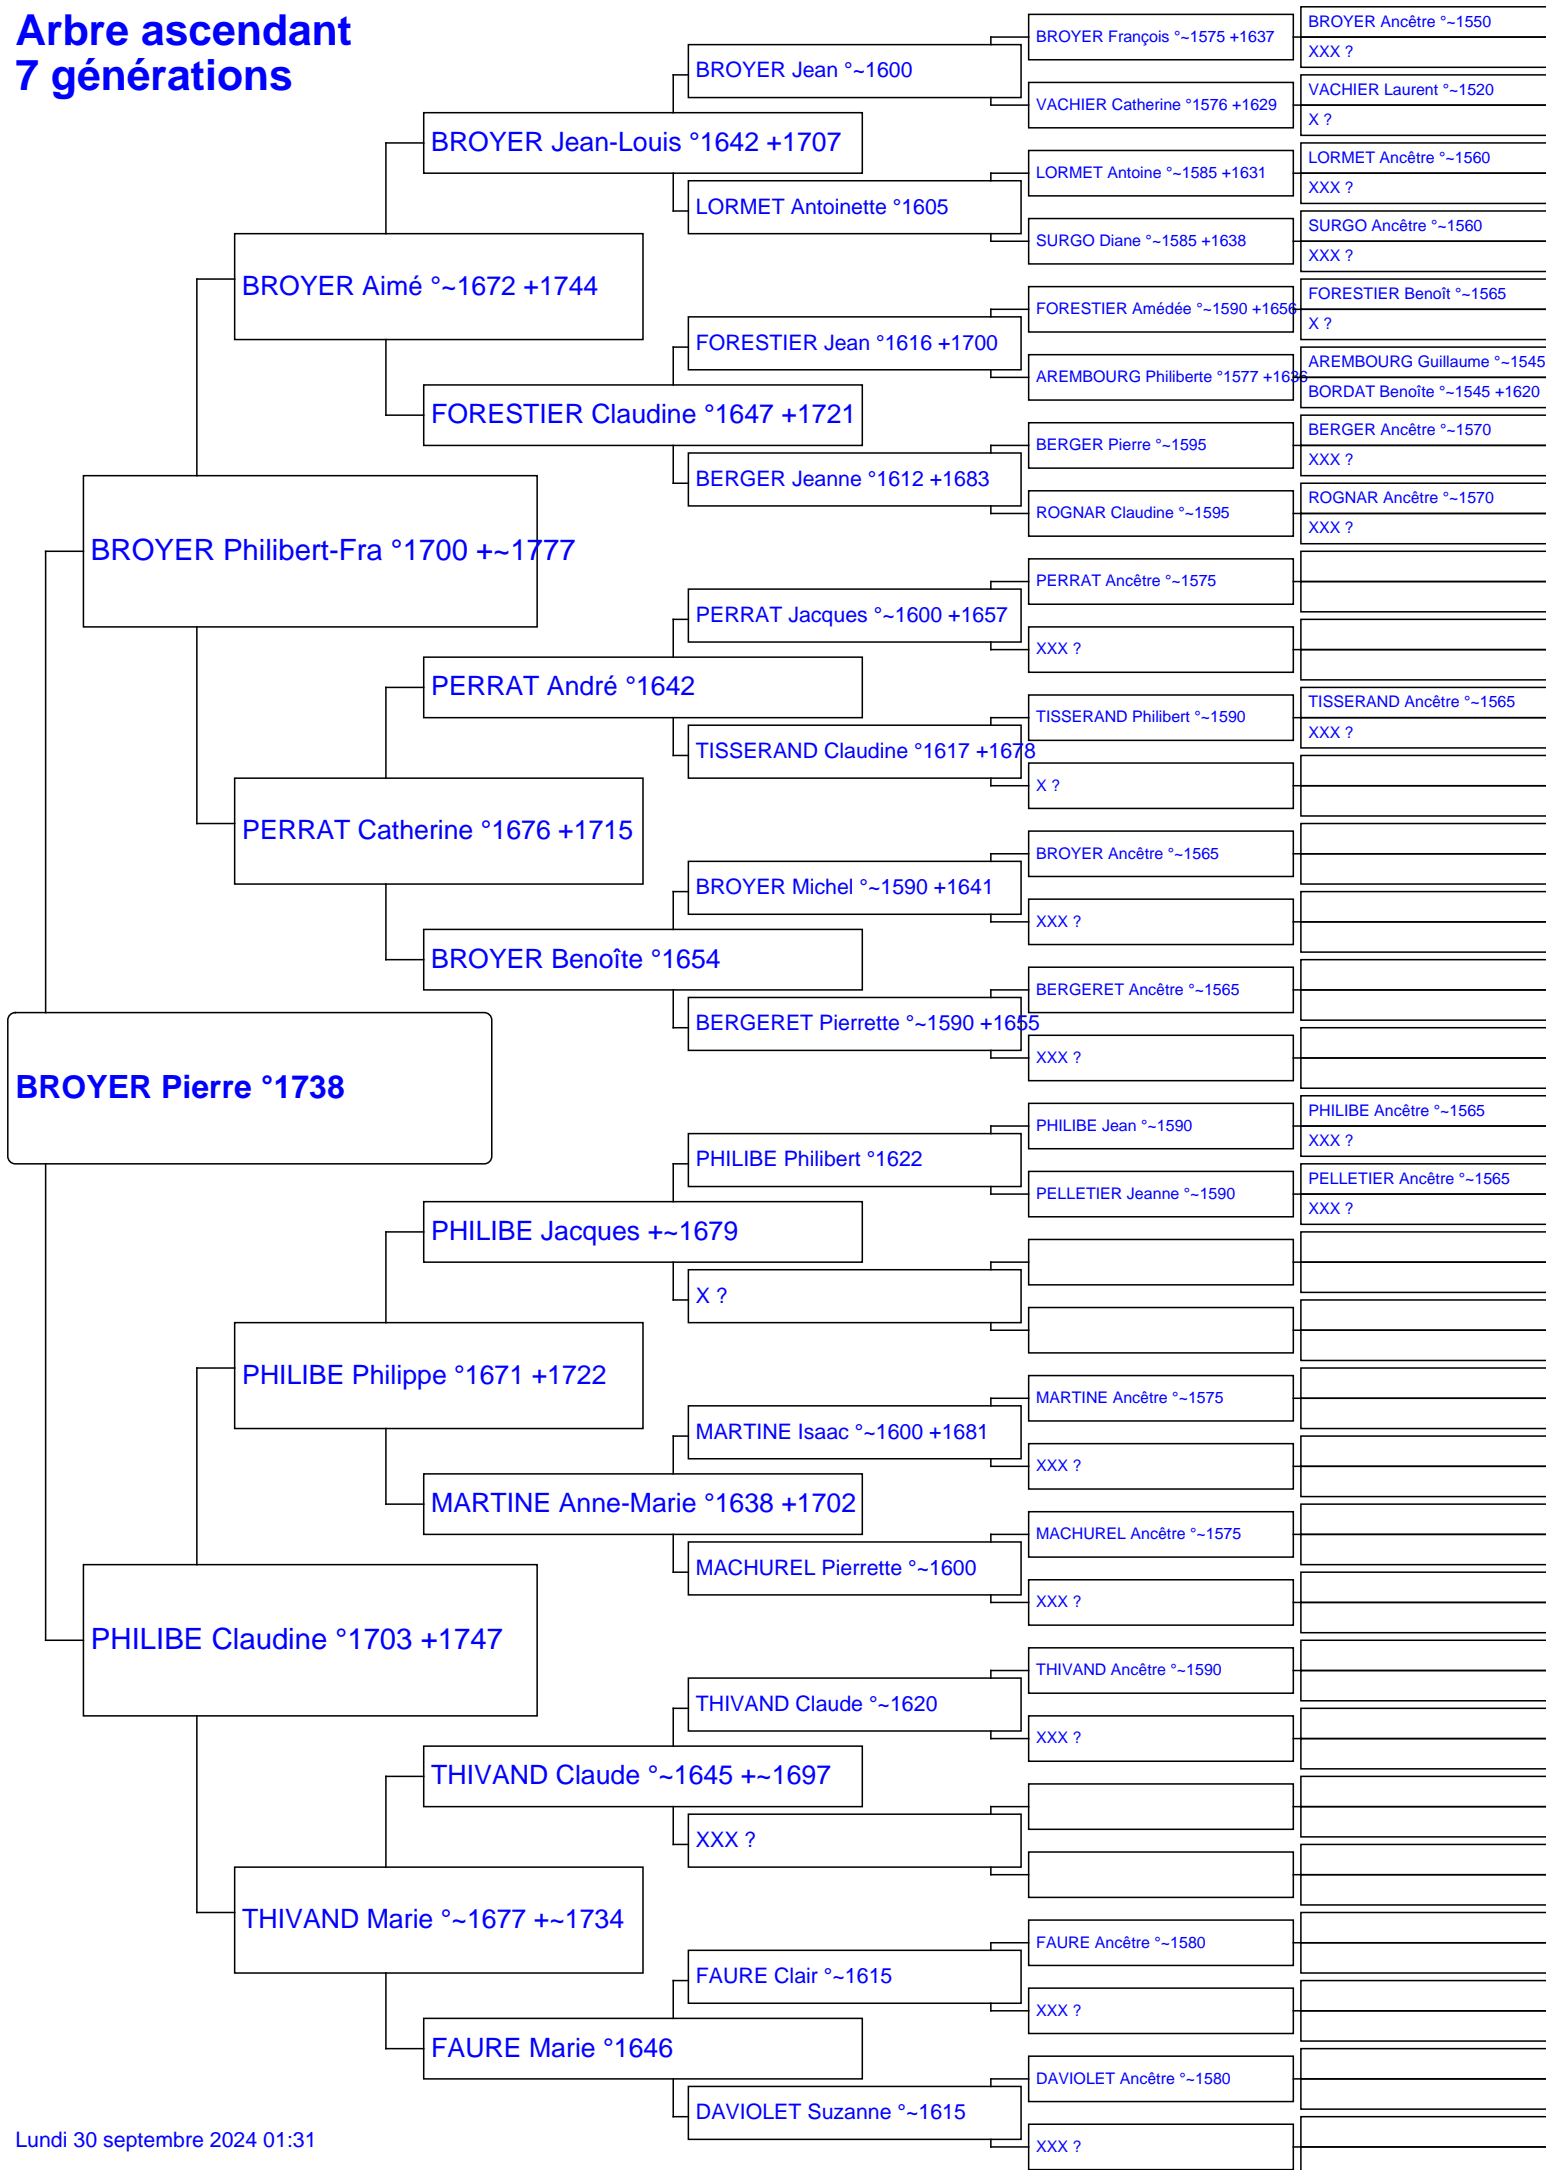 Arbre ascendant
7 générations
BROYER Pierre °1738
BROYER Philibert-Fra °1700 +~1777
PHILIBE Claudine °1703 +1747
BROYER Aimé °~1672 +1744
PERRAT Catherine °1676 +1715
PHILIBE Philippe °1671 +1722
THIVAND Marie °~1677 +~1734
BROYER Jean-Louis °1642 +1707
FORESTIER Claudine °1647 +1721
PERRAT André °1642
BROYER Benoîte °1654
PHILIBE Jacques +~1679
MARTINE Anne-Marie °1638 +1702
THIVAND Claude °~1645 +~1697
FAURE Marie °1646
BROYER Jean °~1600
LORMET Antoinette °1605
FORESTIER Jean °1616 +1700
BERGER Jeanne °1612 +1683
PERRAT Jacques °~1600 +1657
TISSERAND Claudine °1617 +1678
BROYER Michel °~1590 +1641
BERGERET Pierrette °~1590 +1655
PHILIBE Philibert °1622
X ?
MARTINE Isaac °~1600 +1681
MACHUREL Pierrette °~1600
THIVAND Claude °~1620
XXX ?
FAURE Clair °~1615
DAVIOLET Suzanne °~1615
BROYER François °~1575 +1637
VACHIER Catherine °1576 +1629
LORMET Antoine °~1585 +1631
SURGO Diane °~1585 +1638
FORESTIER Amédée °~1590 +1656
AREMBOURG Philiberte °1577 +1636
BERGER Pierre °~1595
ROGNAR Claudine °~1595
PERRAT Ancêtre °~1575
XXX ?
TISSERAND Philibert °~1590
X ?
BROYER Ancêtre °~1565
XXX ?
BERGERET Ancêtre °~1565
XXX ?
PHILIBE Jean °~1590
PELLETIER Jeanne °~1590
MARTINE Ancêtre °~1575
XXX ?
MACHUREL Ancêtre °~1575
XXX ?
THIVAND Ancêtre °~1590
XXX ?
FAURE Ancêtre °~1580
XXX ?
DAVIOLET Ancêtre °~1580
XXX ?
BROYER Ancêtre °~1550
XXX ?
VACHIER Laurent °~1520
X ?
LORMET Ancêtre °~1560
XXX ?
SURGO Ancêtre °~1560
XXX ?
FORESTIER Benoît °~1565
X ?
AREMBOURG Guillaume °~1545
BORDAT Benoîte °~1545 +1620
BERGER Ancêtre °~1570
XXX ?
ROGNAR Ancêtre °~1570
XXX ?
TISSERAND Ancêtre °~1565
XXX ?
PHILIBE Ancêtre °~1565
XXX ?
PELLETIER Ancêtre °~1565
XXX ?
Lundi 30 septembre 2024 01:31